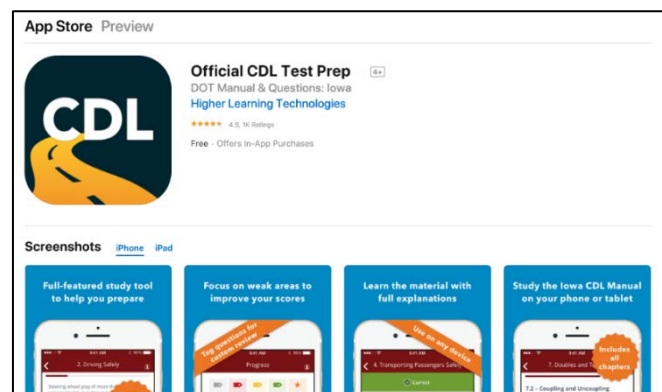 App Store Preview
CDL
Official CDL Test Prep 4+
DOT Manual & Questions: Iowa
Higher Learning Technologies
★★★★★ 4.5, 1K Ratings
Free · Offers In-App Purchases
Screenshots iPhone iPad
Full-featured study tool
to help you prepare
2. Driving Safely
Focus on weak areas to
improve your scores
Tag questions for
custom review
Progress
Learn the material with
full explanations
Use on any device
4. Transporting Passengers Safely
Correct
Study the Iowa CDL Manual
on your phone or tablet
Includes
all
chapters
7. Doubles and
7.2 - Coupling and Uncoupling